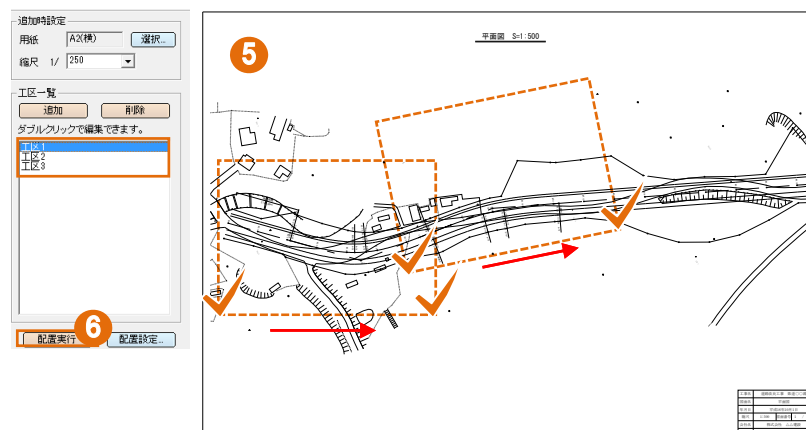 追加時設定
用紙 A2(横) 選択...
縮尺 1/ 250
工区一覧
追加 削除
ダブルクリックで編集できます。
工区1
工区2
工区3
6
配置実行 配置設定...
5
平面図 S=1:500